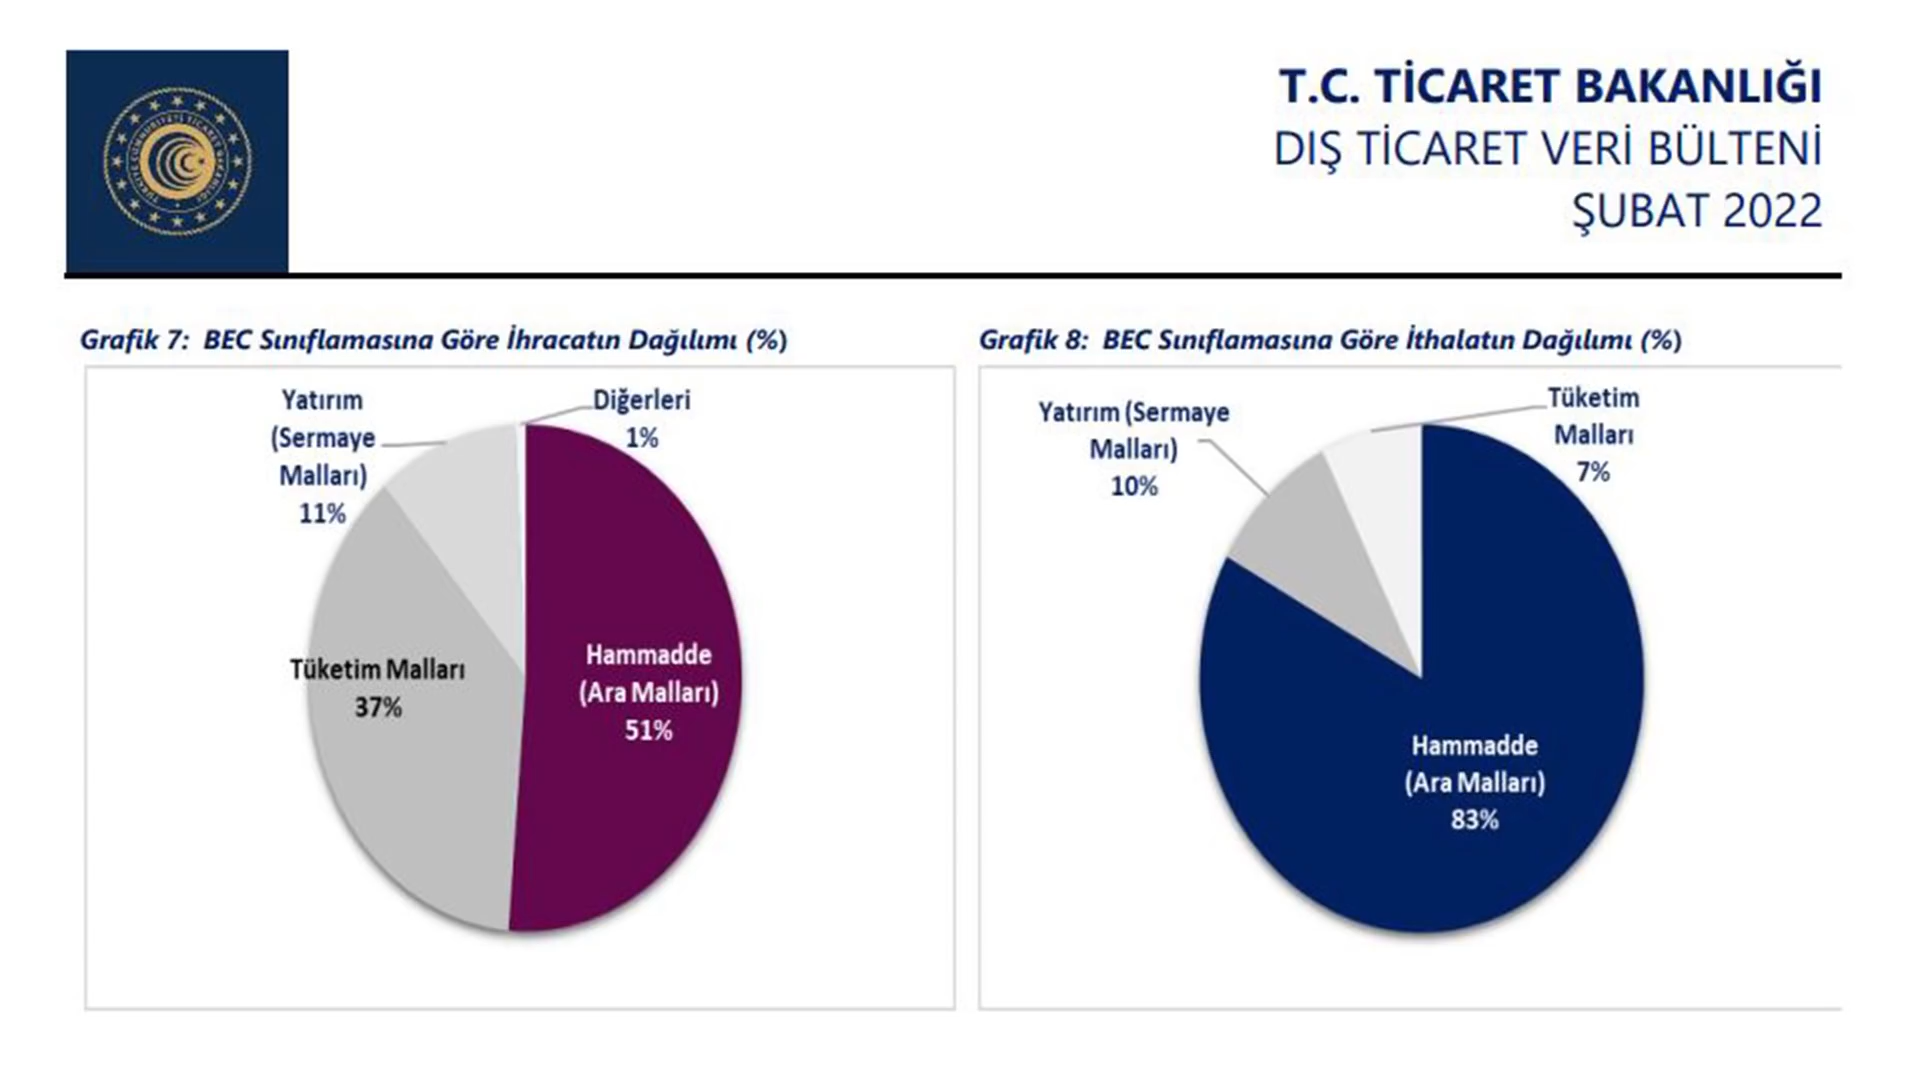 T.C. TİCARET BAKANLIĞI
DIŞ TİCARET VERİ BÜLTENİ
ŞUBAT 2022
Grafik 7: BEC Sınıflamasına Göre İhracatın Dağılımı (%)
Yatırım
(Sermaye
Malları)
11%
Diğerleri
1%
Tüketim Malları
37%
Hammadde
(Ara Malları)
51%
Grafik 8: BEC Sınıflamasına Göre İthalatın Dağılımı (%)
Yatırım (Sermaye
Malları)
10%
Tüketim
Malları
7%
Hammadde
(Ara Malları)
83%